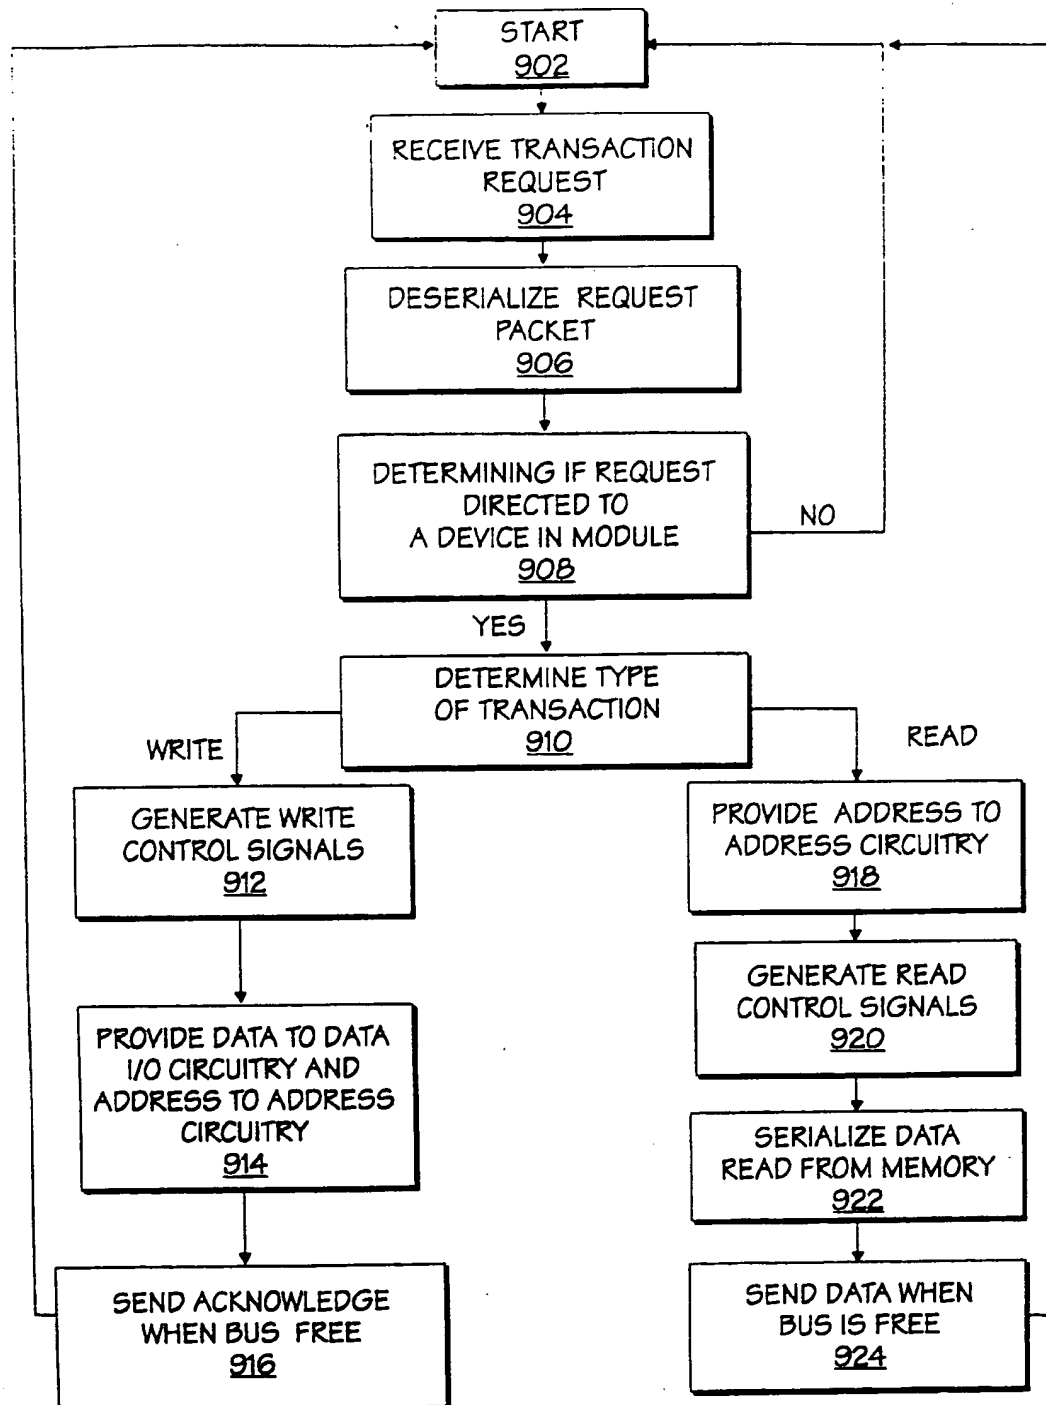 START
902
RECEIVE TRANSACTION
REQUEST
904
DESERIALIZE REQUEST
PACKET
906
DETERMINING IF REQUEST
DIRECTED TO
A DEVICE IN MODULE
908
NO
YES
DETERMINE TYPE
OF TRANSACTION
910
WRITE
READ
GENERATE WRITE
CONTROL SIGNALS
912
PROVIDE DATA TO DATA
I/O CIRCUITRY AND
ADDRESS TO ADDRESS
CIRCUITRY
914
SEND ACKNOWLEDGE
WHEN BUS FREE
916
PROVIDE ADDRESS TO
ADDRESS CIRCUITRY
918
GENERATE READ
CONTROL SIGNALS
920
SERIALIZE DATA
READ FROM MEMORY
922
SEND DATA WHEN
BUS IS FREE
924